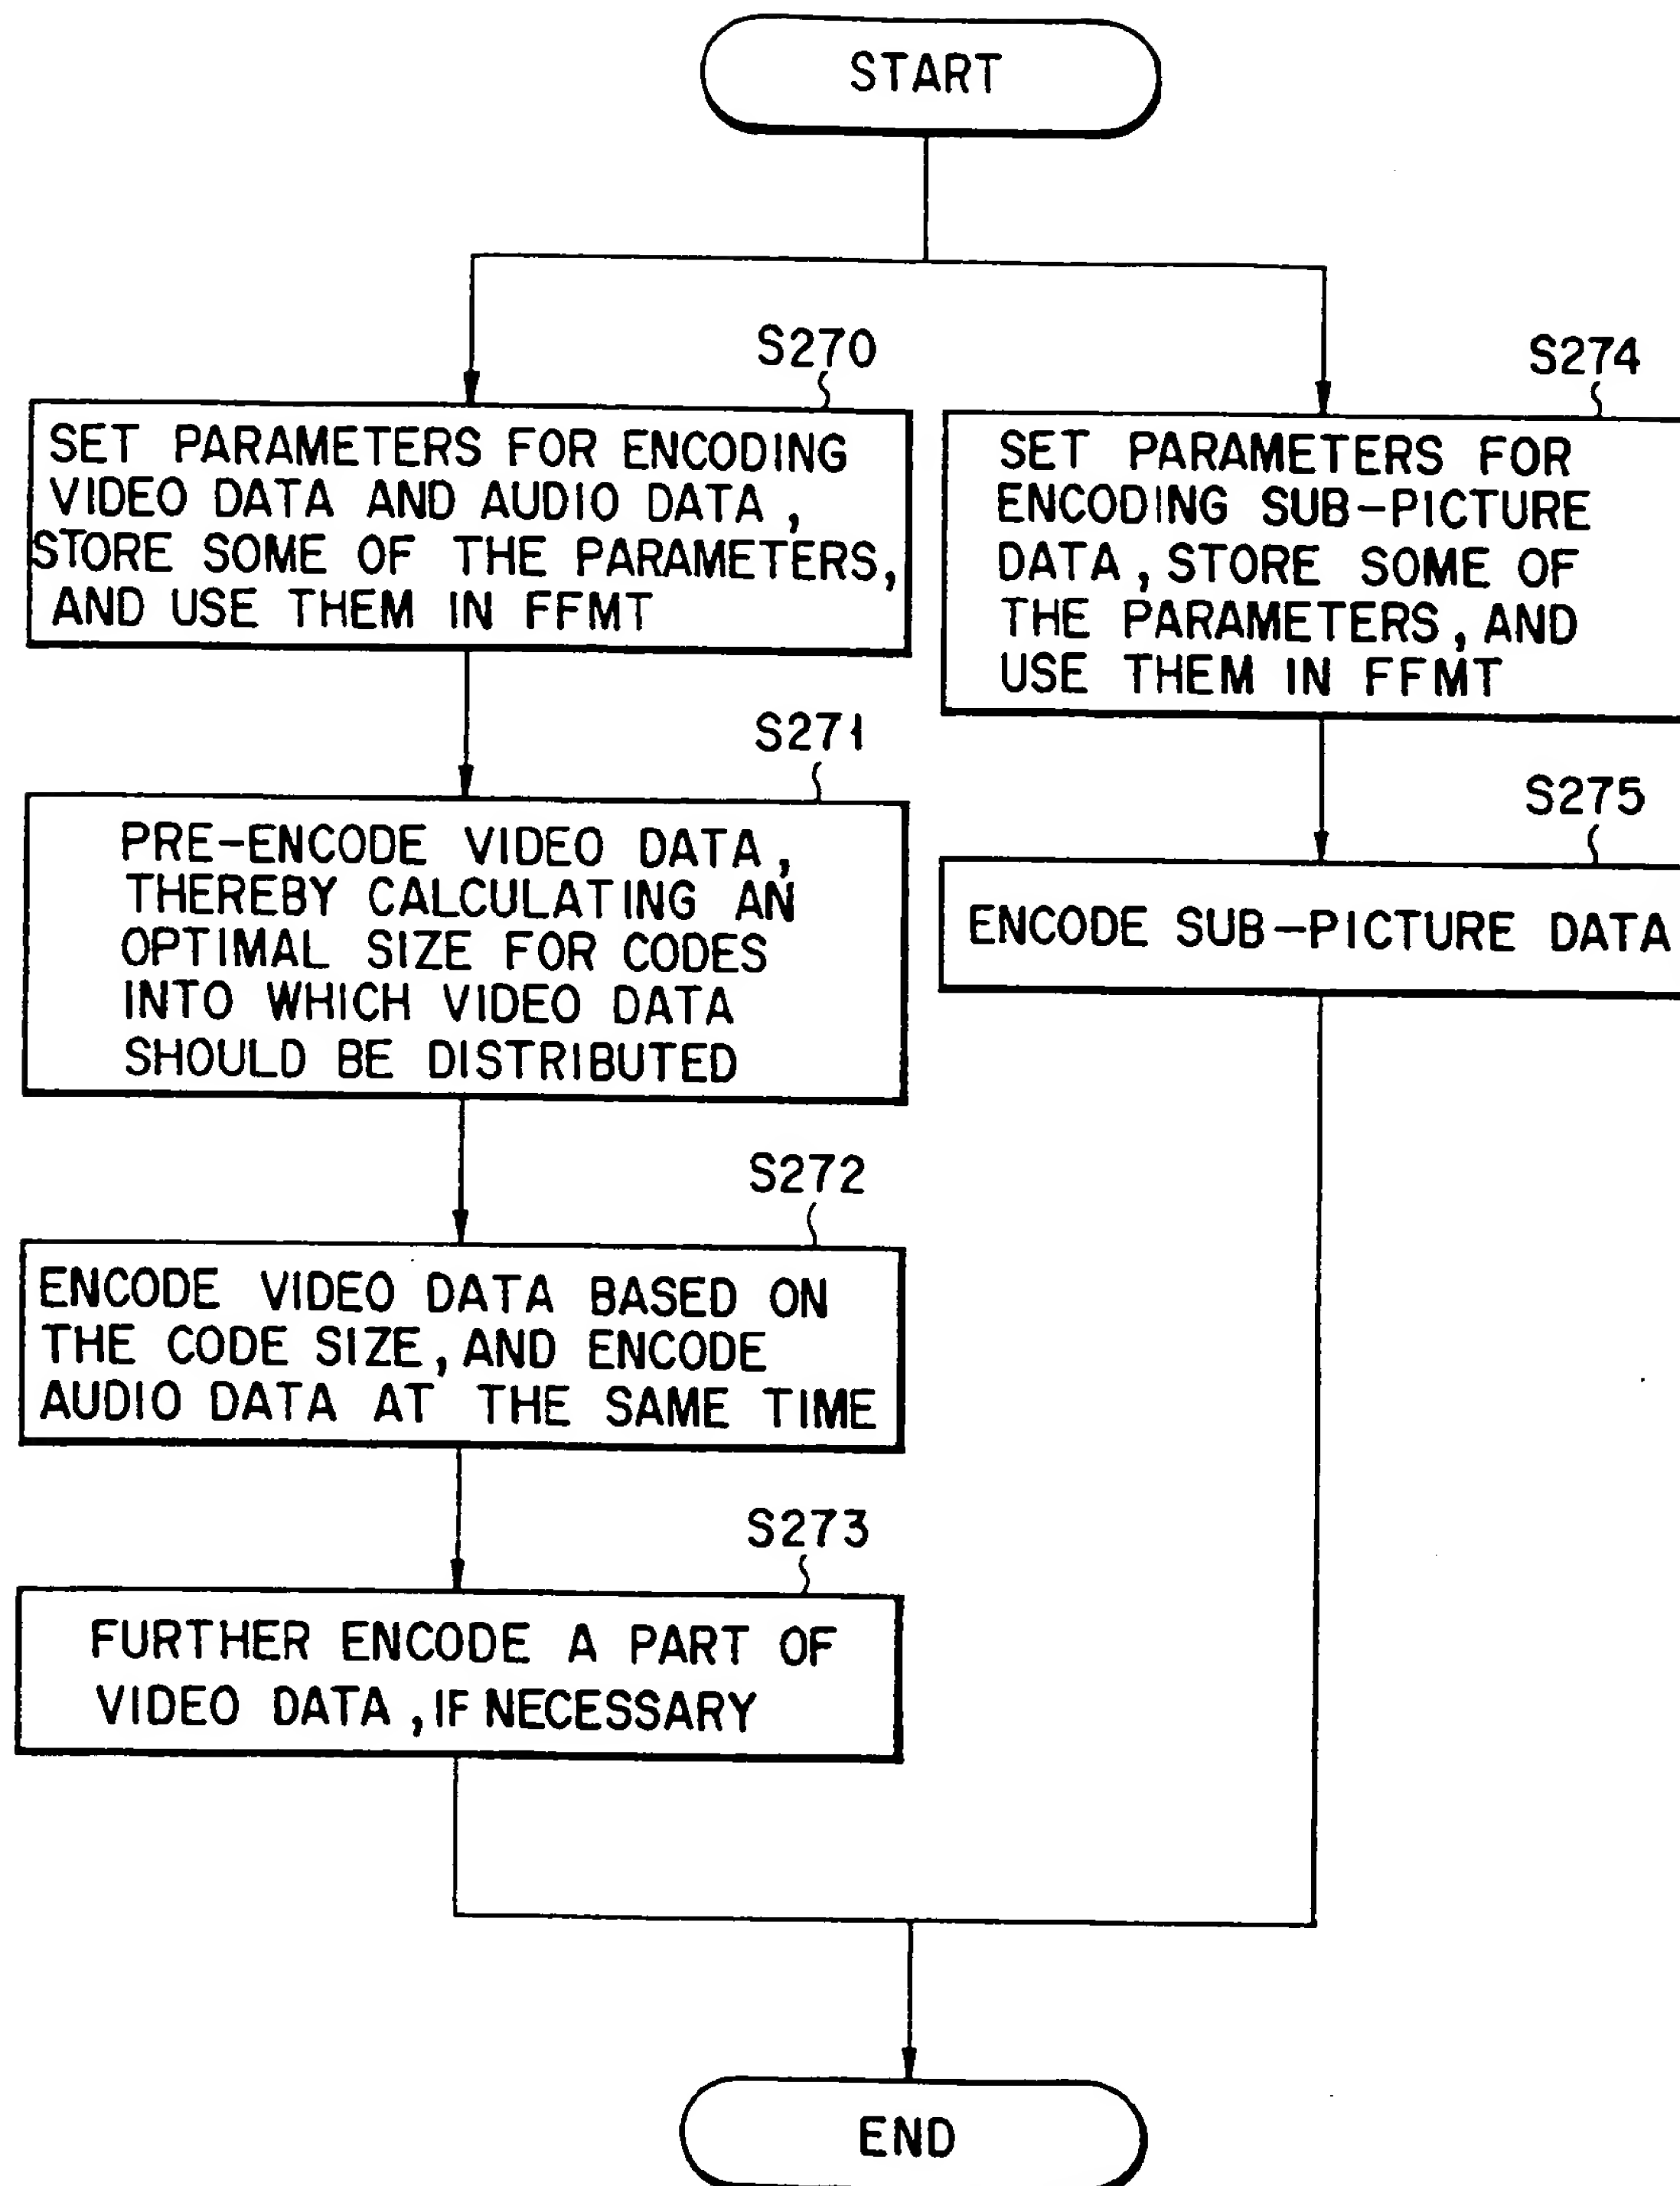 START
S270
SET PARAMETERS FOR ENCODING
VIDEO DATA AND AUDIO DATA,
STORE SOME OF THE PARAMETERS,
AND USE THEM IN FFMT
S271
PRE-ENCODE VIDEO DATA,
THEREBY CALCULATING AN
OPTIMAL SIZE FOR CODES
INTO WHICH VIDEO DATA
SHOULD BE DISTRIBUTED
S272
ENCODE VIDEO DATA BASED ON
THE CODE SIZE, AND ENCODE
AUDIO DATA AT THE SAME TIME
S273
FURTHER ENCODE A PART OF
VIDEO DATA, IF NECESSARY
S274
SET PARAMETERS FOR
ENCODING SUB-PICTURE
DATA, STORE SOME OF
THE PARAMETERS, AND
USE THEM IN FFMT
S275
ENCODE SUB-PICTURE DATA
END